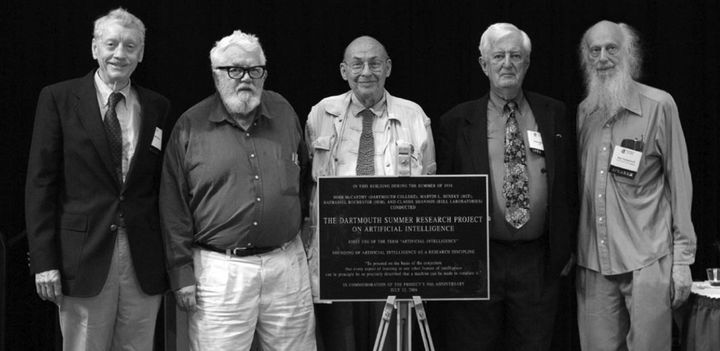 IN THIS BUILDING DURING THE SUMMER OF 1956
JOHN McCARTHY (DARTMOUTH COLLEGE), MARVIN L. MINSKY (MIT),
NATHANIEL ROCHESTER (IBM), AND CLAUDE SHANNON (BELL LABORATORIES)
CONDUCTED
THE DARTMOUTH SUMMER RESEARCH PROJECT
ON ARTIFICIAL INTELLIGENCE
FIRST USE OF THE TERM "ARTIFICIAL INTELLIGENCE"
FOUNDING OF ARTIFICIAL INTELLIGENCE AS A RESEARCH DISCIPLINE
"To proceed on the basis of the conjecture
that every aspect of learning or any other feature of intelligence
can in principle be so precisely described that a machine can be made to simulate it."
IN COMMEMORATION OF THE PROJECT'S 50th ANNIVERSARY
JULY 13, 2006
SPEAKER